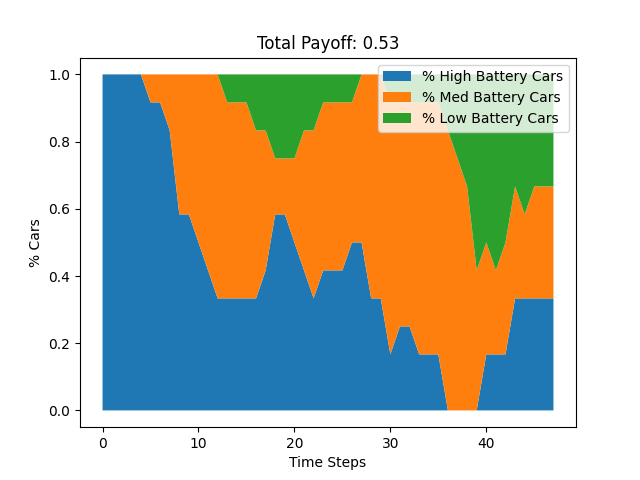 Total Payoff: 0.53
% High Battery Cars
% Med Battery Cars
% Low Battery Cars
1.0
0.8
0.6
0.4
0.2
0.0
% Cars
0
10
20
30
40
Time Steps